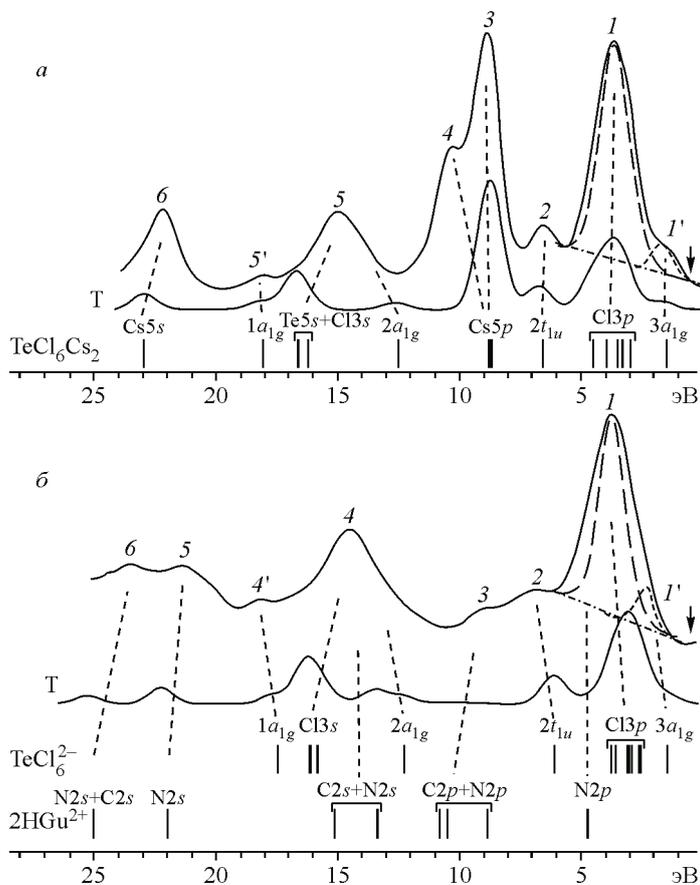 а
3
1
4
6
5
2
5'
1'
T
Cs5s
1a1g
Te5s+Cl3s
2a1g
Cs5p
2t1u
Cl3p
3a1g
TeCl6Cs2
25 20 15 10 5 эВ
б
1
4
6
5
4'
3
2
1'
T
1a1g
Cl3s
2a1g
2t1u
Cl3p
3a1g
TeCl6^2–
C2s+N2s
C2p+N2p
N2p
N2s+C2s
N2s
2HGu2+
25 20 15 10 5 эВ